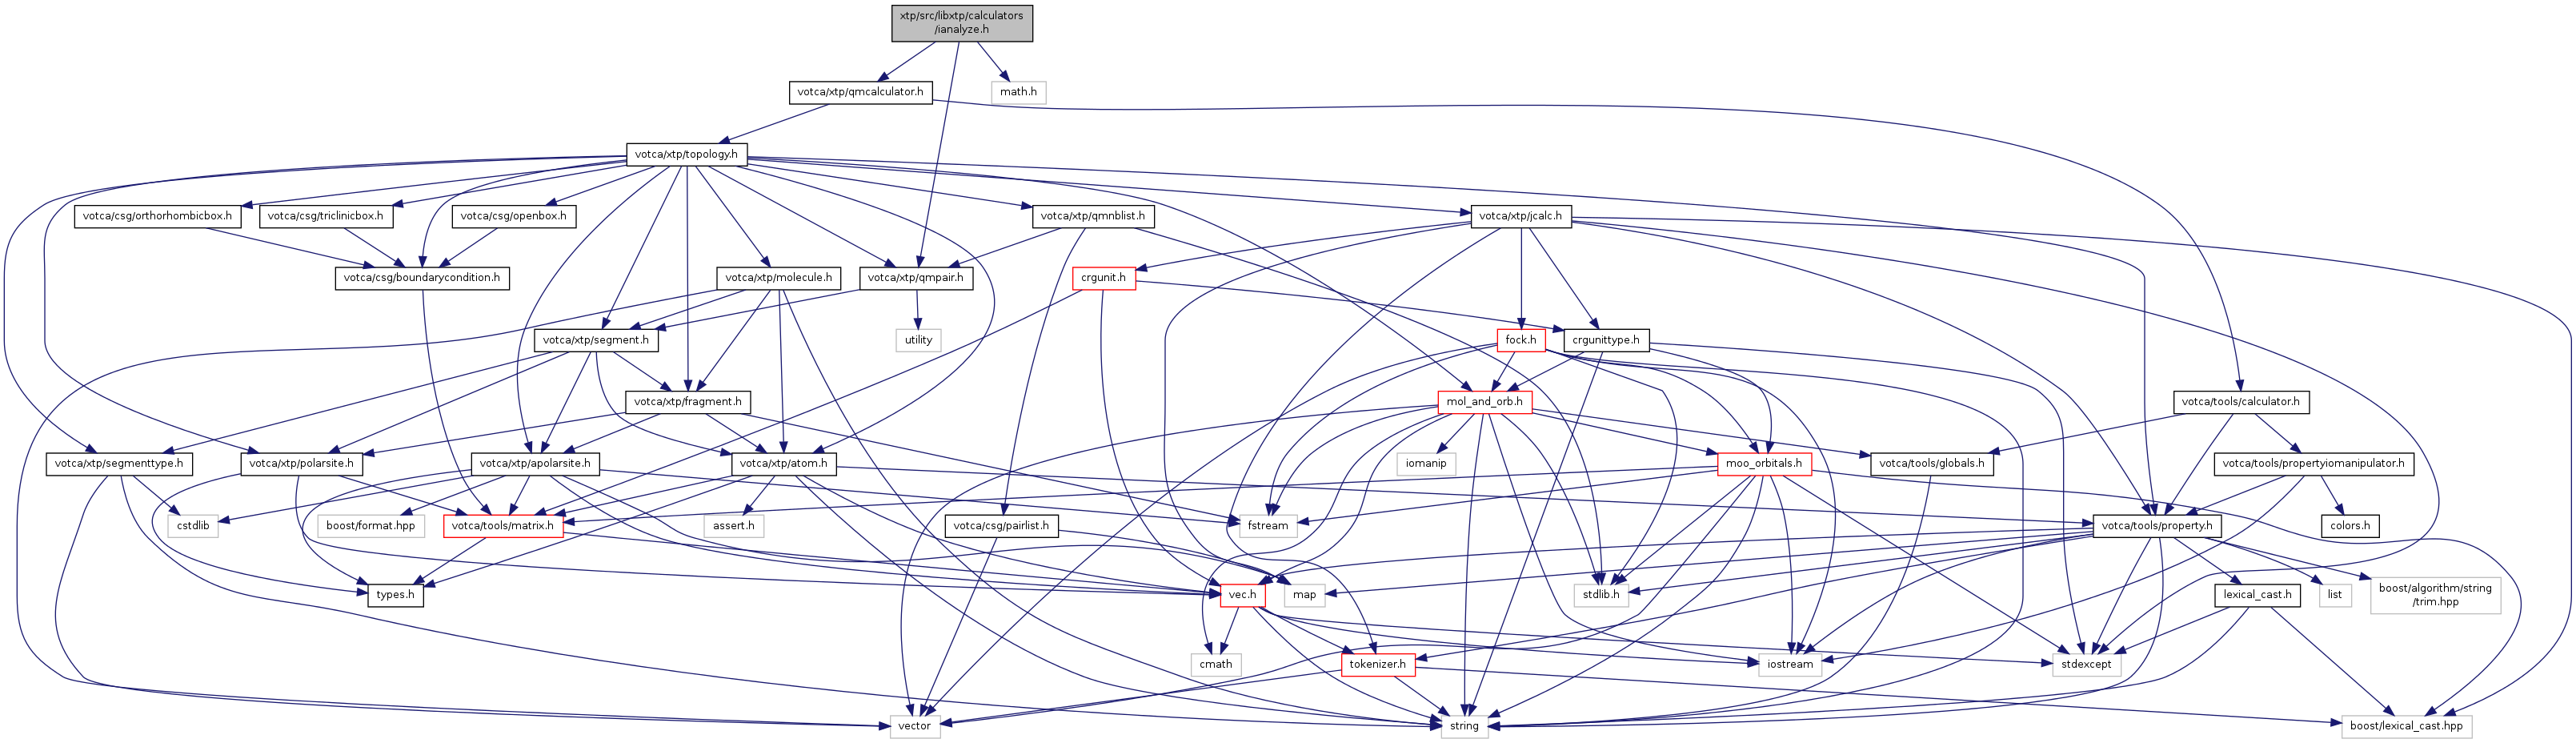 xtp/src/libxtp/calculators
/ianalyze.h
votca/xtp/qmcalculator.h
math.h
votca/xtp/topology.h
votca/csg/orthorhombicbox.h
votca/csg/triclinicbox.h
votca/csg/openbox.h
votca/xtp/qmnblist.h
votca/xtp/jcalc.h
votca/csg/boundarycondition.h
votca/xtp/molecule.h
votca/xtp/qmpair.h
crgunit.h
votca/xtp/segment.h
utility
fock.h
crgunittype.h
votca/xtp/fragment.h
mol_and_orb.h
votca/tools/calculator.h
votca/xtp/segmenttype.h
votca/xtp/polarsite.h
votca/xtp/apolarsite.h
votca/xtp/atom.h
iomanip
moo_orbitals.h
votca/tools/globals.h
votca/tools/propertyiomanipulator.h
cstdlib
boost/format.hpp
votca/tools/matrix.h
assert.h
votca/csg/pairlist.h
fstream
votca/tools/property.h
colors.h
types.h
vec.h
map
stdlib.h
lexical_cast.h
list
boost/algorithm/string
/trim.hpp
cmath
tokenizer.h
iostream
stdexcept
vector
string
boost/lexical_cast.hpp